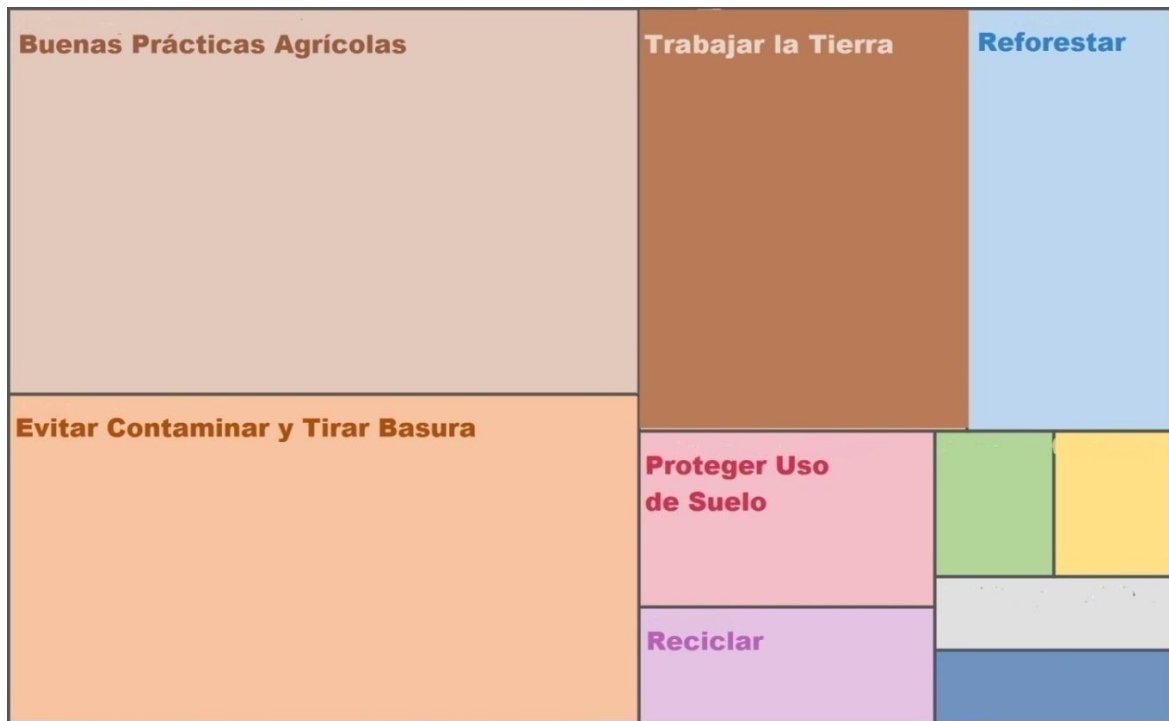 Buenas Prácticas Agrícolas
Trabajar la Tierra
Reforestar
Evitar Contaminar y Tirar Basura
Proteger Uso
de Suelo
Reciclar